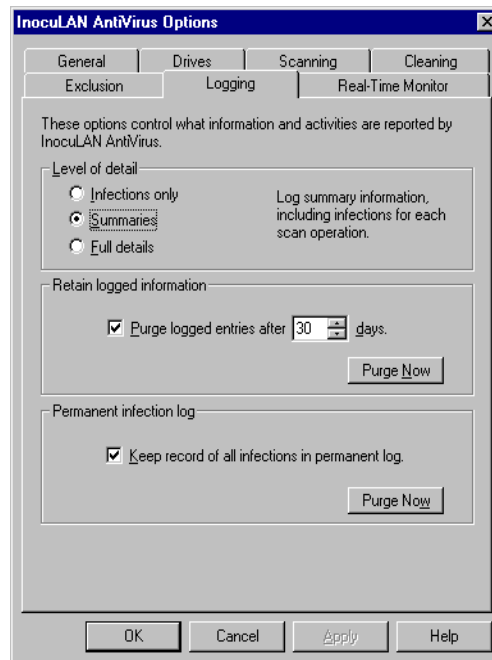 InocuLAN AntiVirus Options
General Drives Scanning Cleaning
Exclusion Logging Real-Time Monitor
These options control what information and activities are reported by
InocuLAN AntiVirus.
Level of detail
Infections only
Summaries
Full details
Log summary information,
including infections for each
scan operation.
Retain logged information
Purge logged entries after 30 days.
Purge Now
Permanent infection log
Keep record of all infections in permanent log.
Purge Now
OK Cancel Apply Help